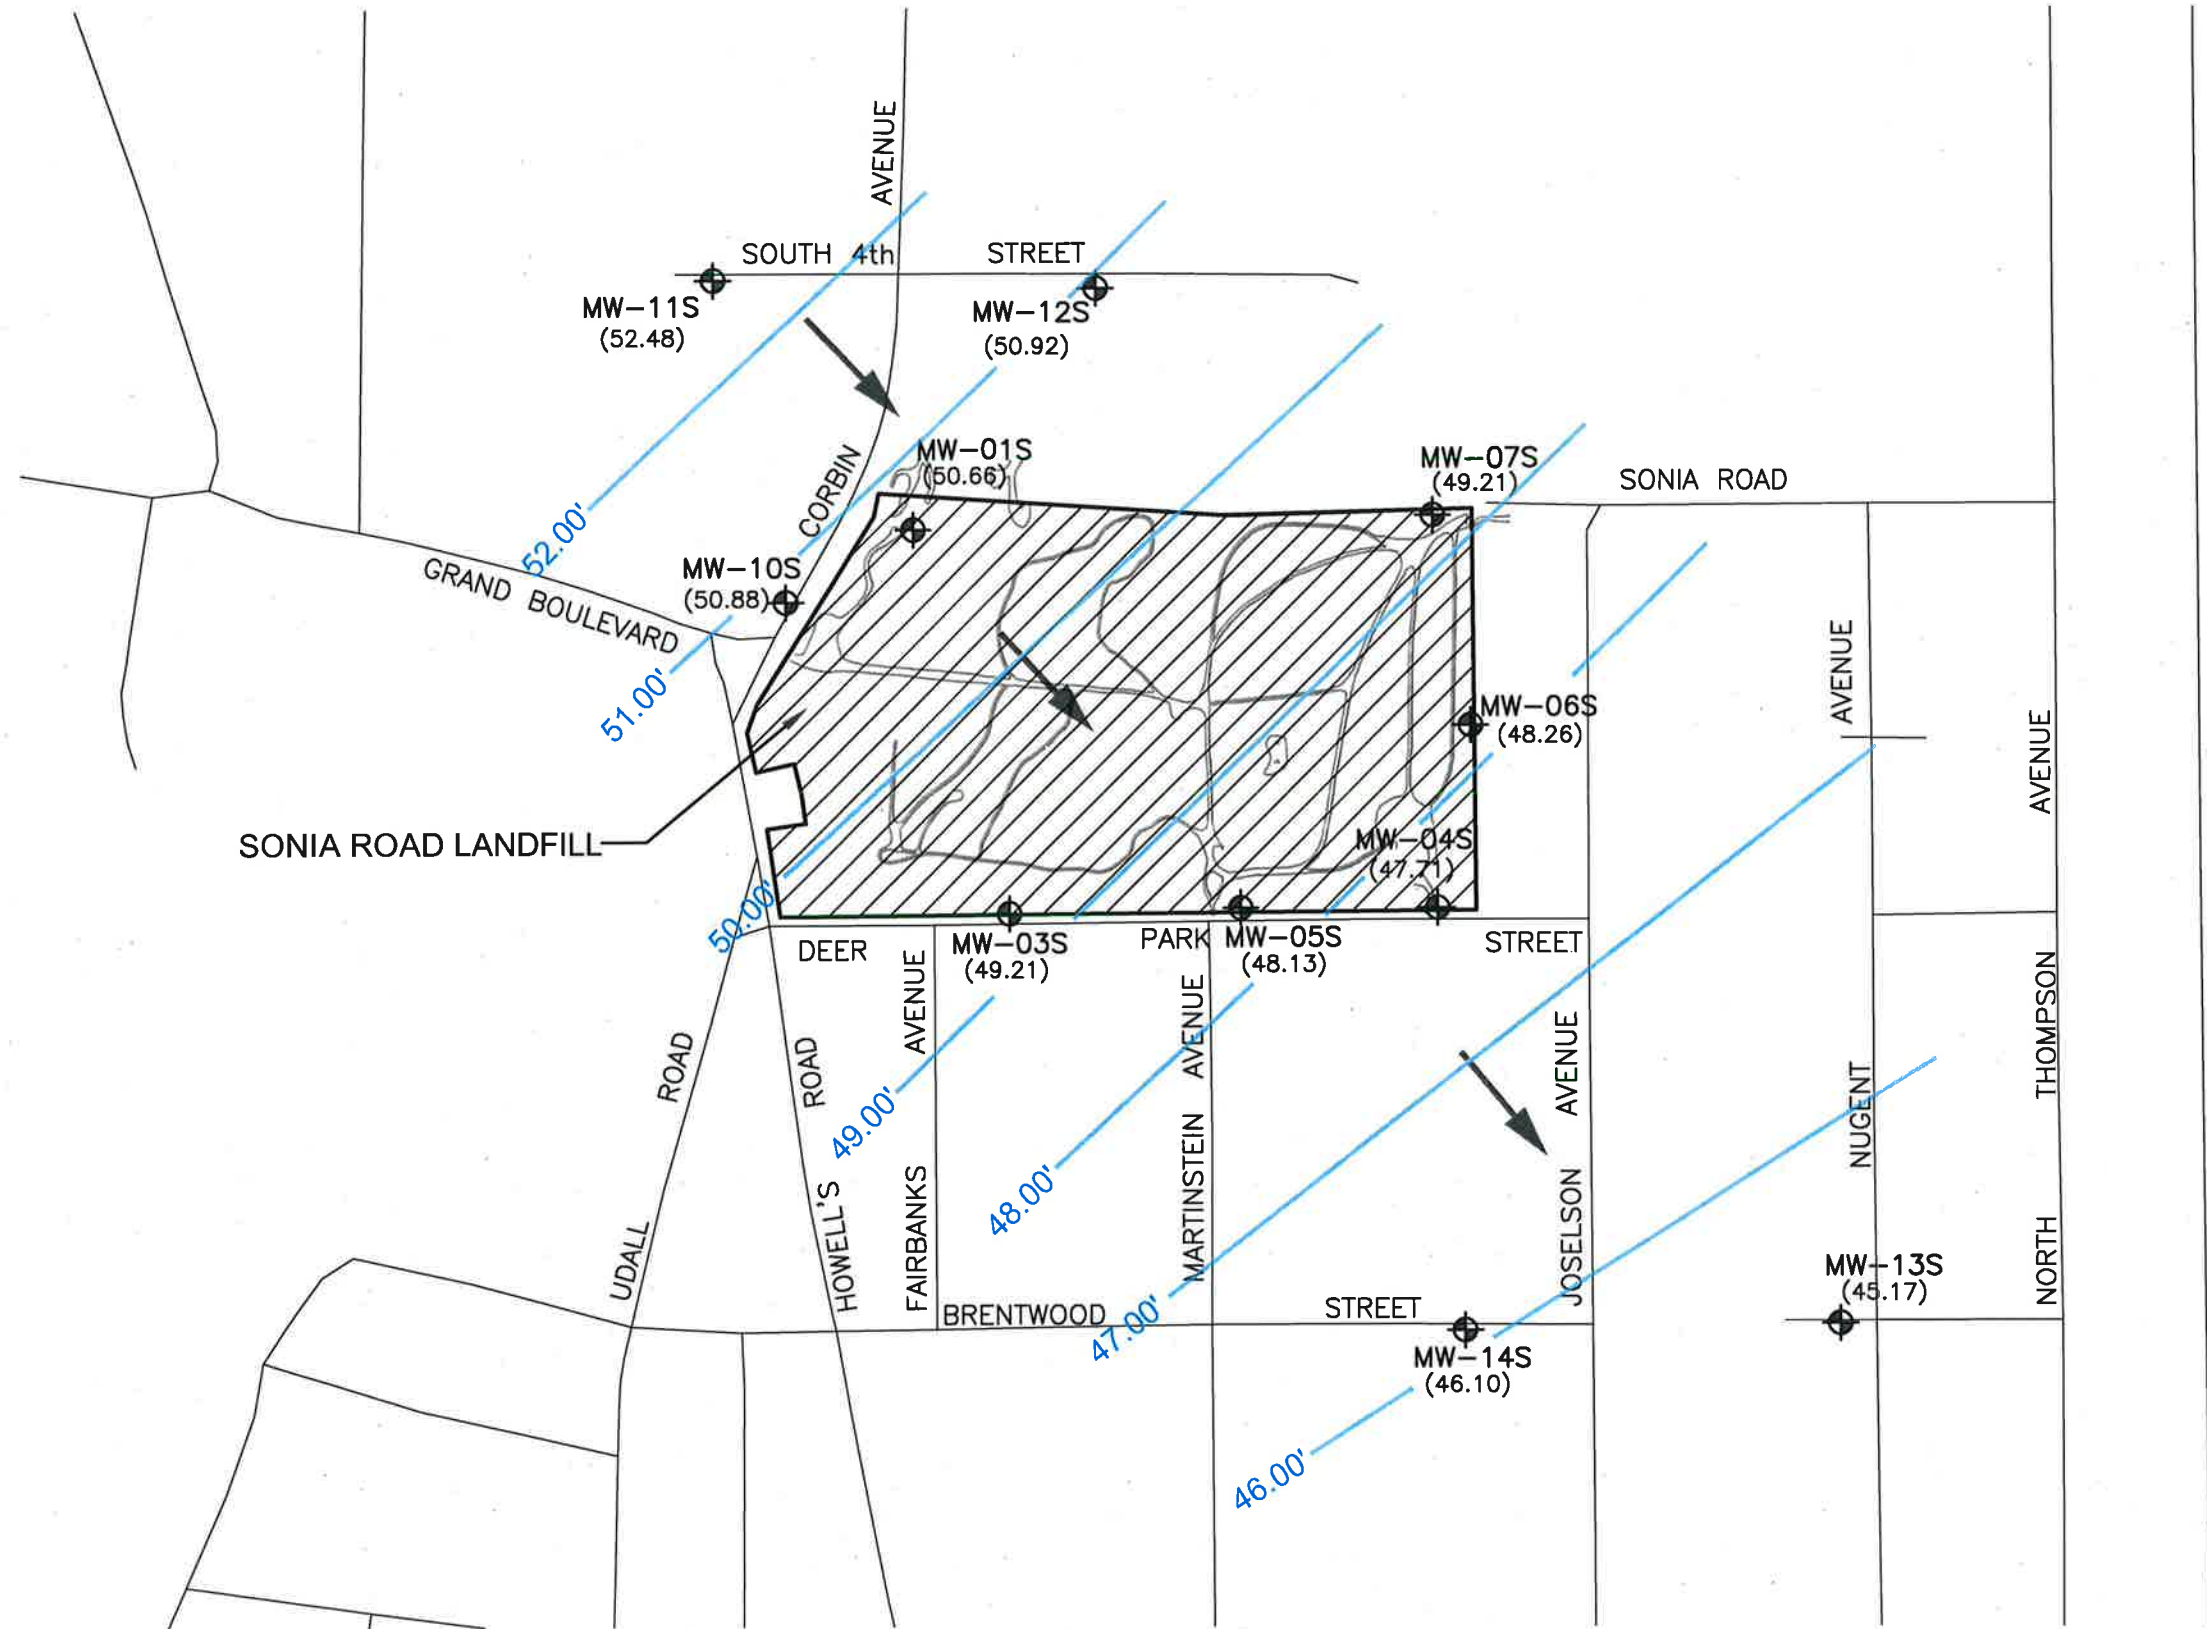 AVENUE
SOUTH 4th STREET
MW-11S
(52.48)
MW-12S
(50.92)
CORBIN
MW-01S
(50.66)
MW-07S
(49.21)
SONIA ROAD
52.00'
GRAND BOULEVARD
MW-10S
(50.88)
51.00'
MW-06S
(48.26)
AVENUE
AVENUE
SONIA ROAD LANDFILL
MW-04S
(47.71)
50.00'
DEER PARK STREET
MW-03S
(49.21)
MW-05S
(48.13)
UDALL ROAD
HOWELL'S ROAD
FAIRBANKS AVENUE
MARTINSTEIN AVENUE
JOSELSON AVENUE
NUGENT
NORTH THOMPSON
49.00'
48.00'
47.00'
BRENTWOOD STREET
MW-13S
(45.17)
MW-14S
(46.10)
46.00'